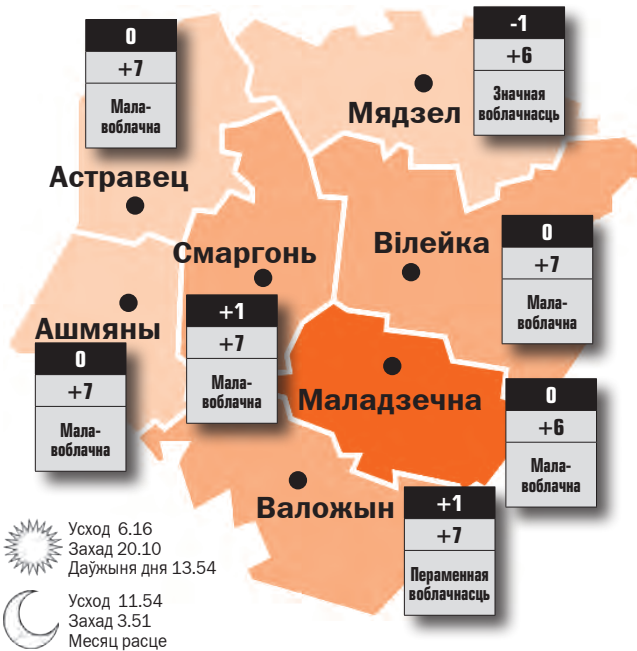 0
+7
Мала-
воблачна
-1
+6
Значная
воблачнасць
Мядзел
Астравец
Смаргонь
Вілейка
0
+7
Мала-
воблачна
Ашмяны
+1
+7
Мала-
воблачна
0
+7
Мала-
воблачна
Маладзечна
0
+6
Мала-
воблачна
Валожын
+1
+7
Пераменная
воблачнасць
Усход 6.16
Захад 20.10
Даўжыня дня 13.54
Усход 11.54
Захад 3.51
Месяц расце